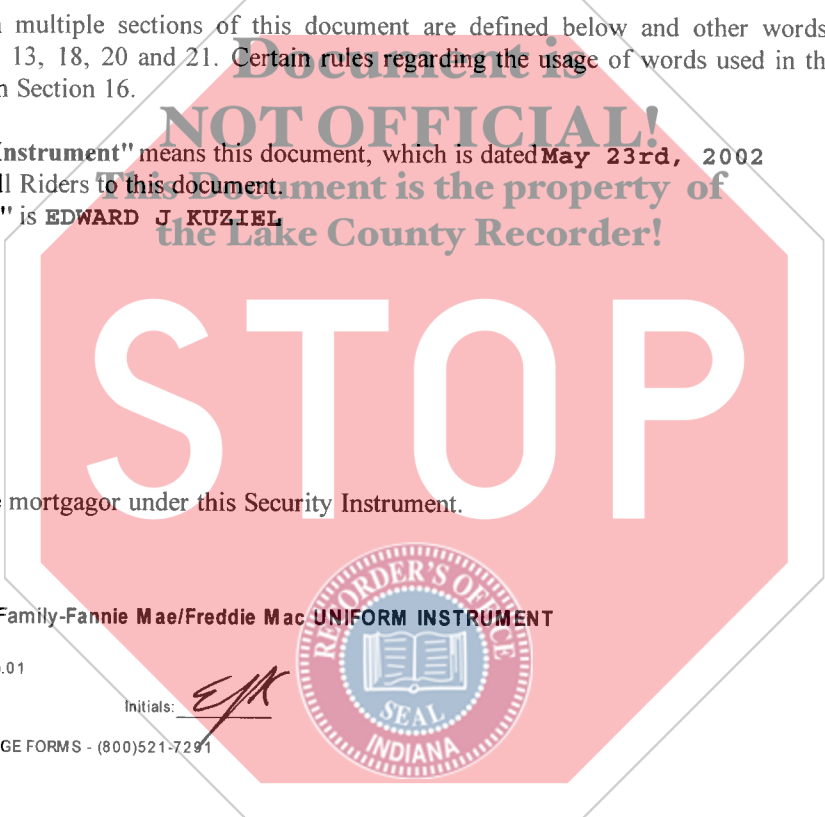 multiple sections of this document are defined below and other words
13, 18, 20 and 21. Certain rules regarding the usage of words used in th
Section 16.
Document is
NOT OFFICIAL!
This Document is the property of
the Lake County Recorder!
Instrument" means this document, which is dated May 23rd, 2002
ll Riders to this document.
" is EDWARD J KUZIEL
STOP
mortgagor under this Security Instrument.
Family-Fannie Mae/Freddie Mac UNIFORM INSTRUMENT
.01
Initials: EJK
GE FORMS - (800)521-7291
RECORDER'S OFFICE
SEAL
INDIANA